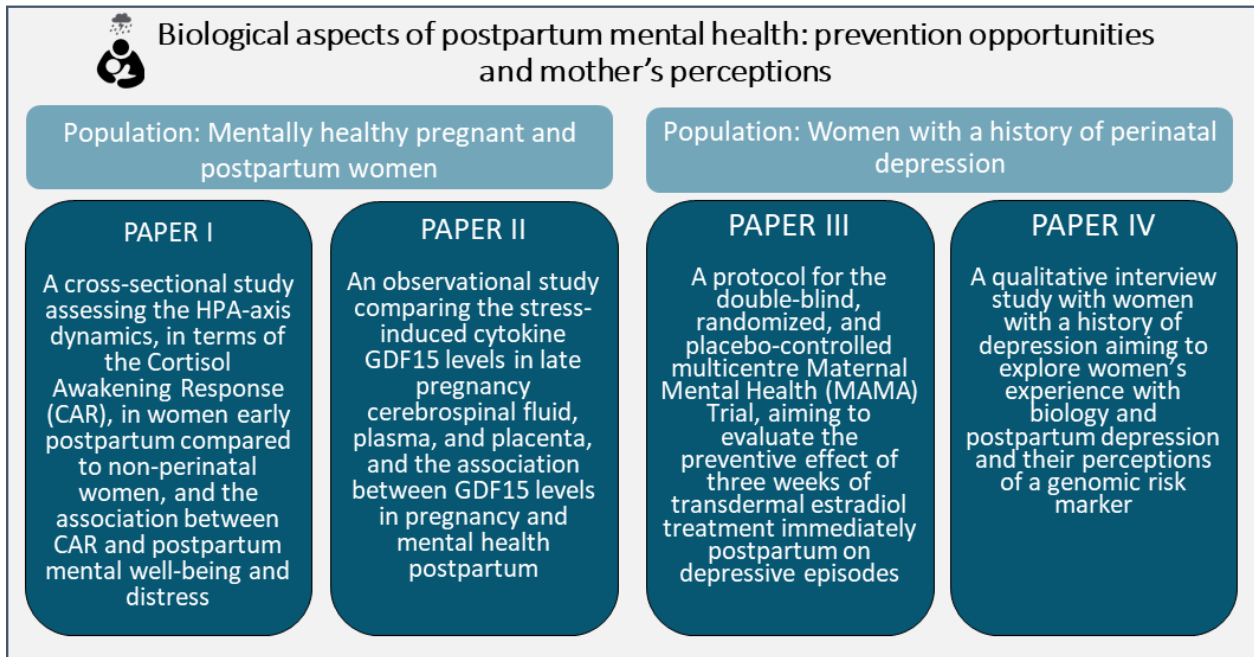 Biological aspects of postpartum mental health: prevention opportunities
and mother's perceptions
Population: Mentally healthy pregnant and
postpartum women
Population: Women with a history of perinatal
depression
PAPER I
A cross-sectional study
assessing the HPA-axis
dynamics, in terms of
the Cortisol
Awakening Response
(CAR), in women early
postpartum compared
to non-perinatal
women, and the
association between
CAR and postpartum
mental well-being and
distress
PAPER II
An observational study
comparing the stress-
induced cytokine
GDF15 levels in late
pregnancy
cerebrospinal fluid,
plasma, and placenta,
and the association
between GDF15 levels
in pregnancy and
mental health
postpartum
PAPER III
A protocol for the
double-blind,
randomized, and
placebo-controlled
multicentre Maternal
Mental Health (MAMA)
Trial, aiming to
evaluate the
preventive effect of
three weeks of
transdermal estradiol
treatment immediately
postpartum on
depressive episodes
PAPER IV
A qualitative interview
study with women
with a history of
depression aiming to
explore women's
experience with
biology and
postpartum depression
and their perceptions
of a genomic risk
marker